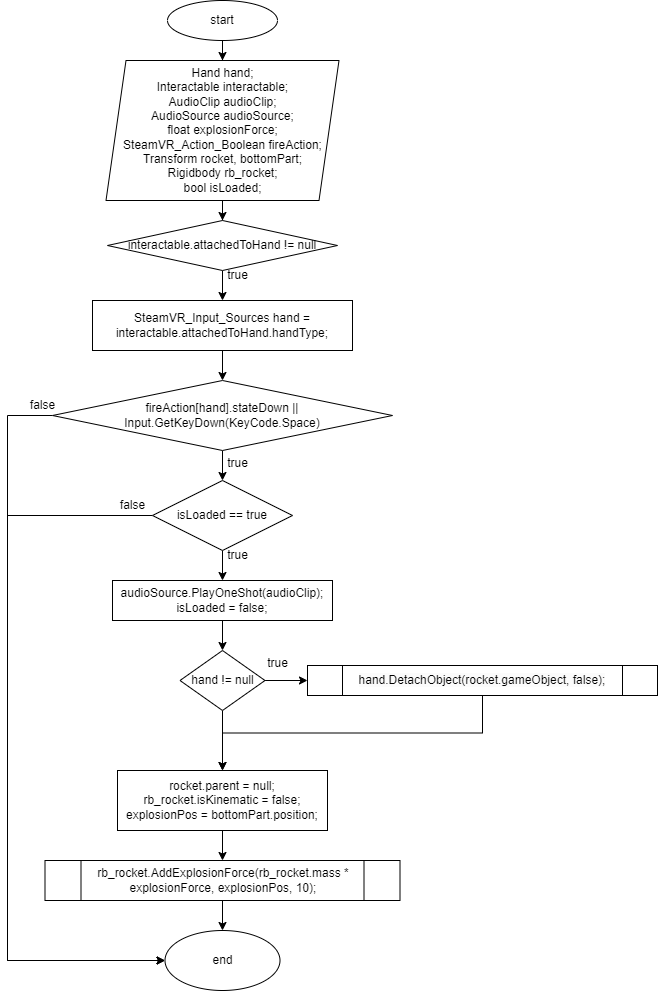 start
Hand hand;
Interactable interactable;
AudioClip audioClip;
AudioSource audioSource;
float explosionForce;
SteamVR_Action_Boolean fireAction;
Transform rocket, bottomPart;
Rigidbody rb_rocket;
bool isLoaded;
interactable.attachedToHand != null
true
SteamVR_Input_Sources hand =
interactable.attachedToHand.handType;
false
fireAction[hand].stateDown ||
Input.GetKeyDown(KeyCode.Space)
true
false
isLoaded == true
true
audioSource.PlayOneShot(audioClip);
isLoaded = false;
hand != null
true
hand.DetachObject(rocket.gameObject, false);
rocket.parent = null;
rb_rocket.isKinematic = false;
explosionPos = bottomPart.position;
rb_rocket.AddExplosionForce(rb_rocket.mass *
explosionForce, explosionPos, 10);
end